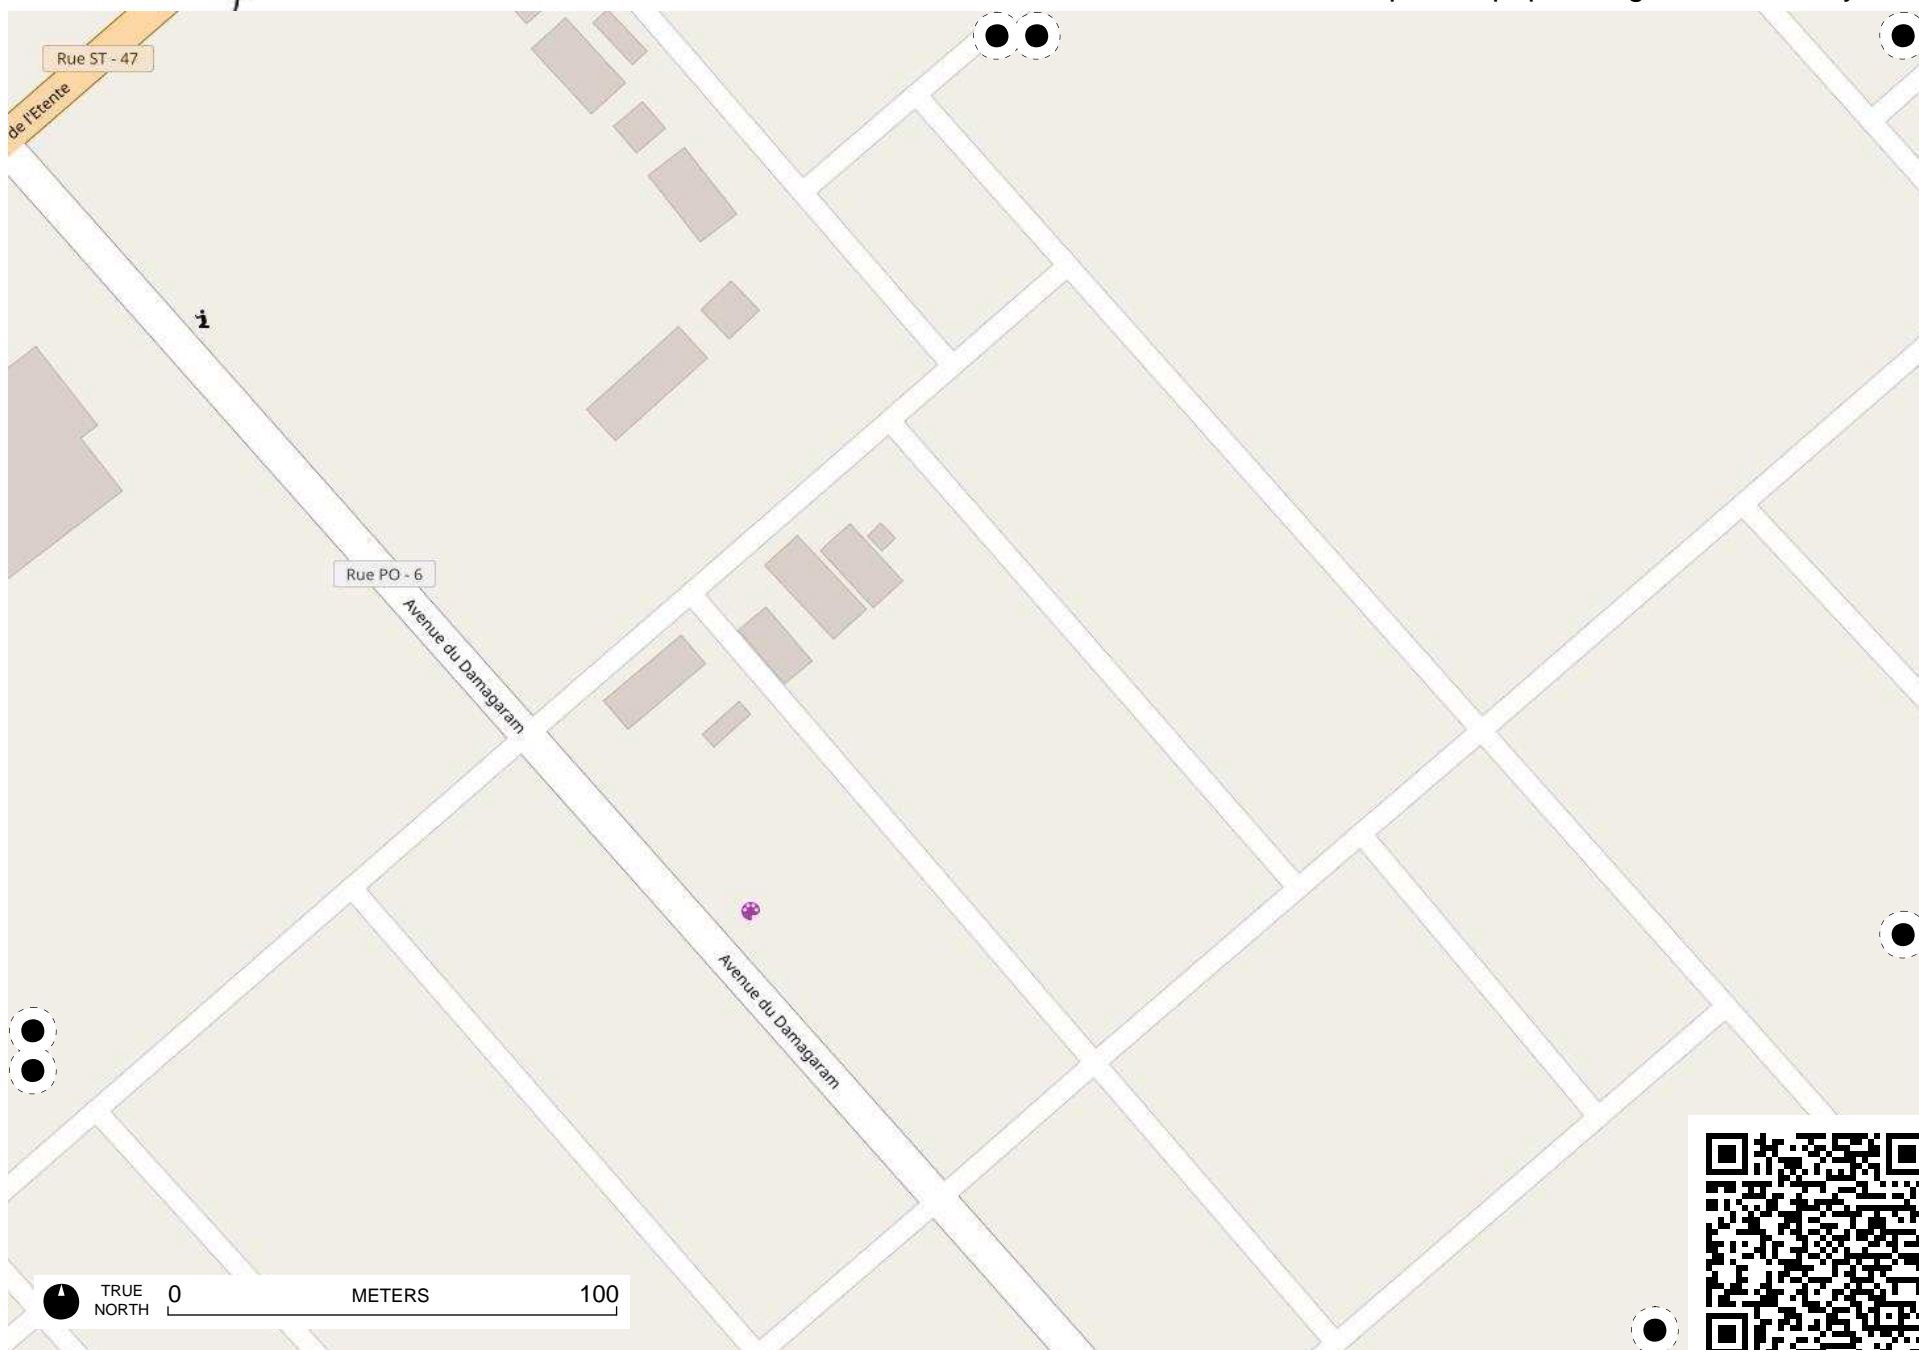 Rue ST - 47
de l'Etente
Rue PO - 6
Avenue du Damagaram
Avenue du Damagaram
TRUE
NORTH
0 METERS 100